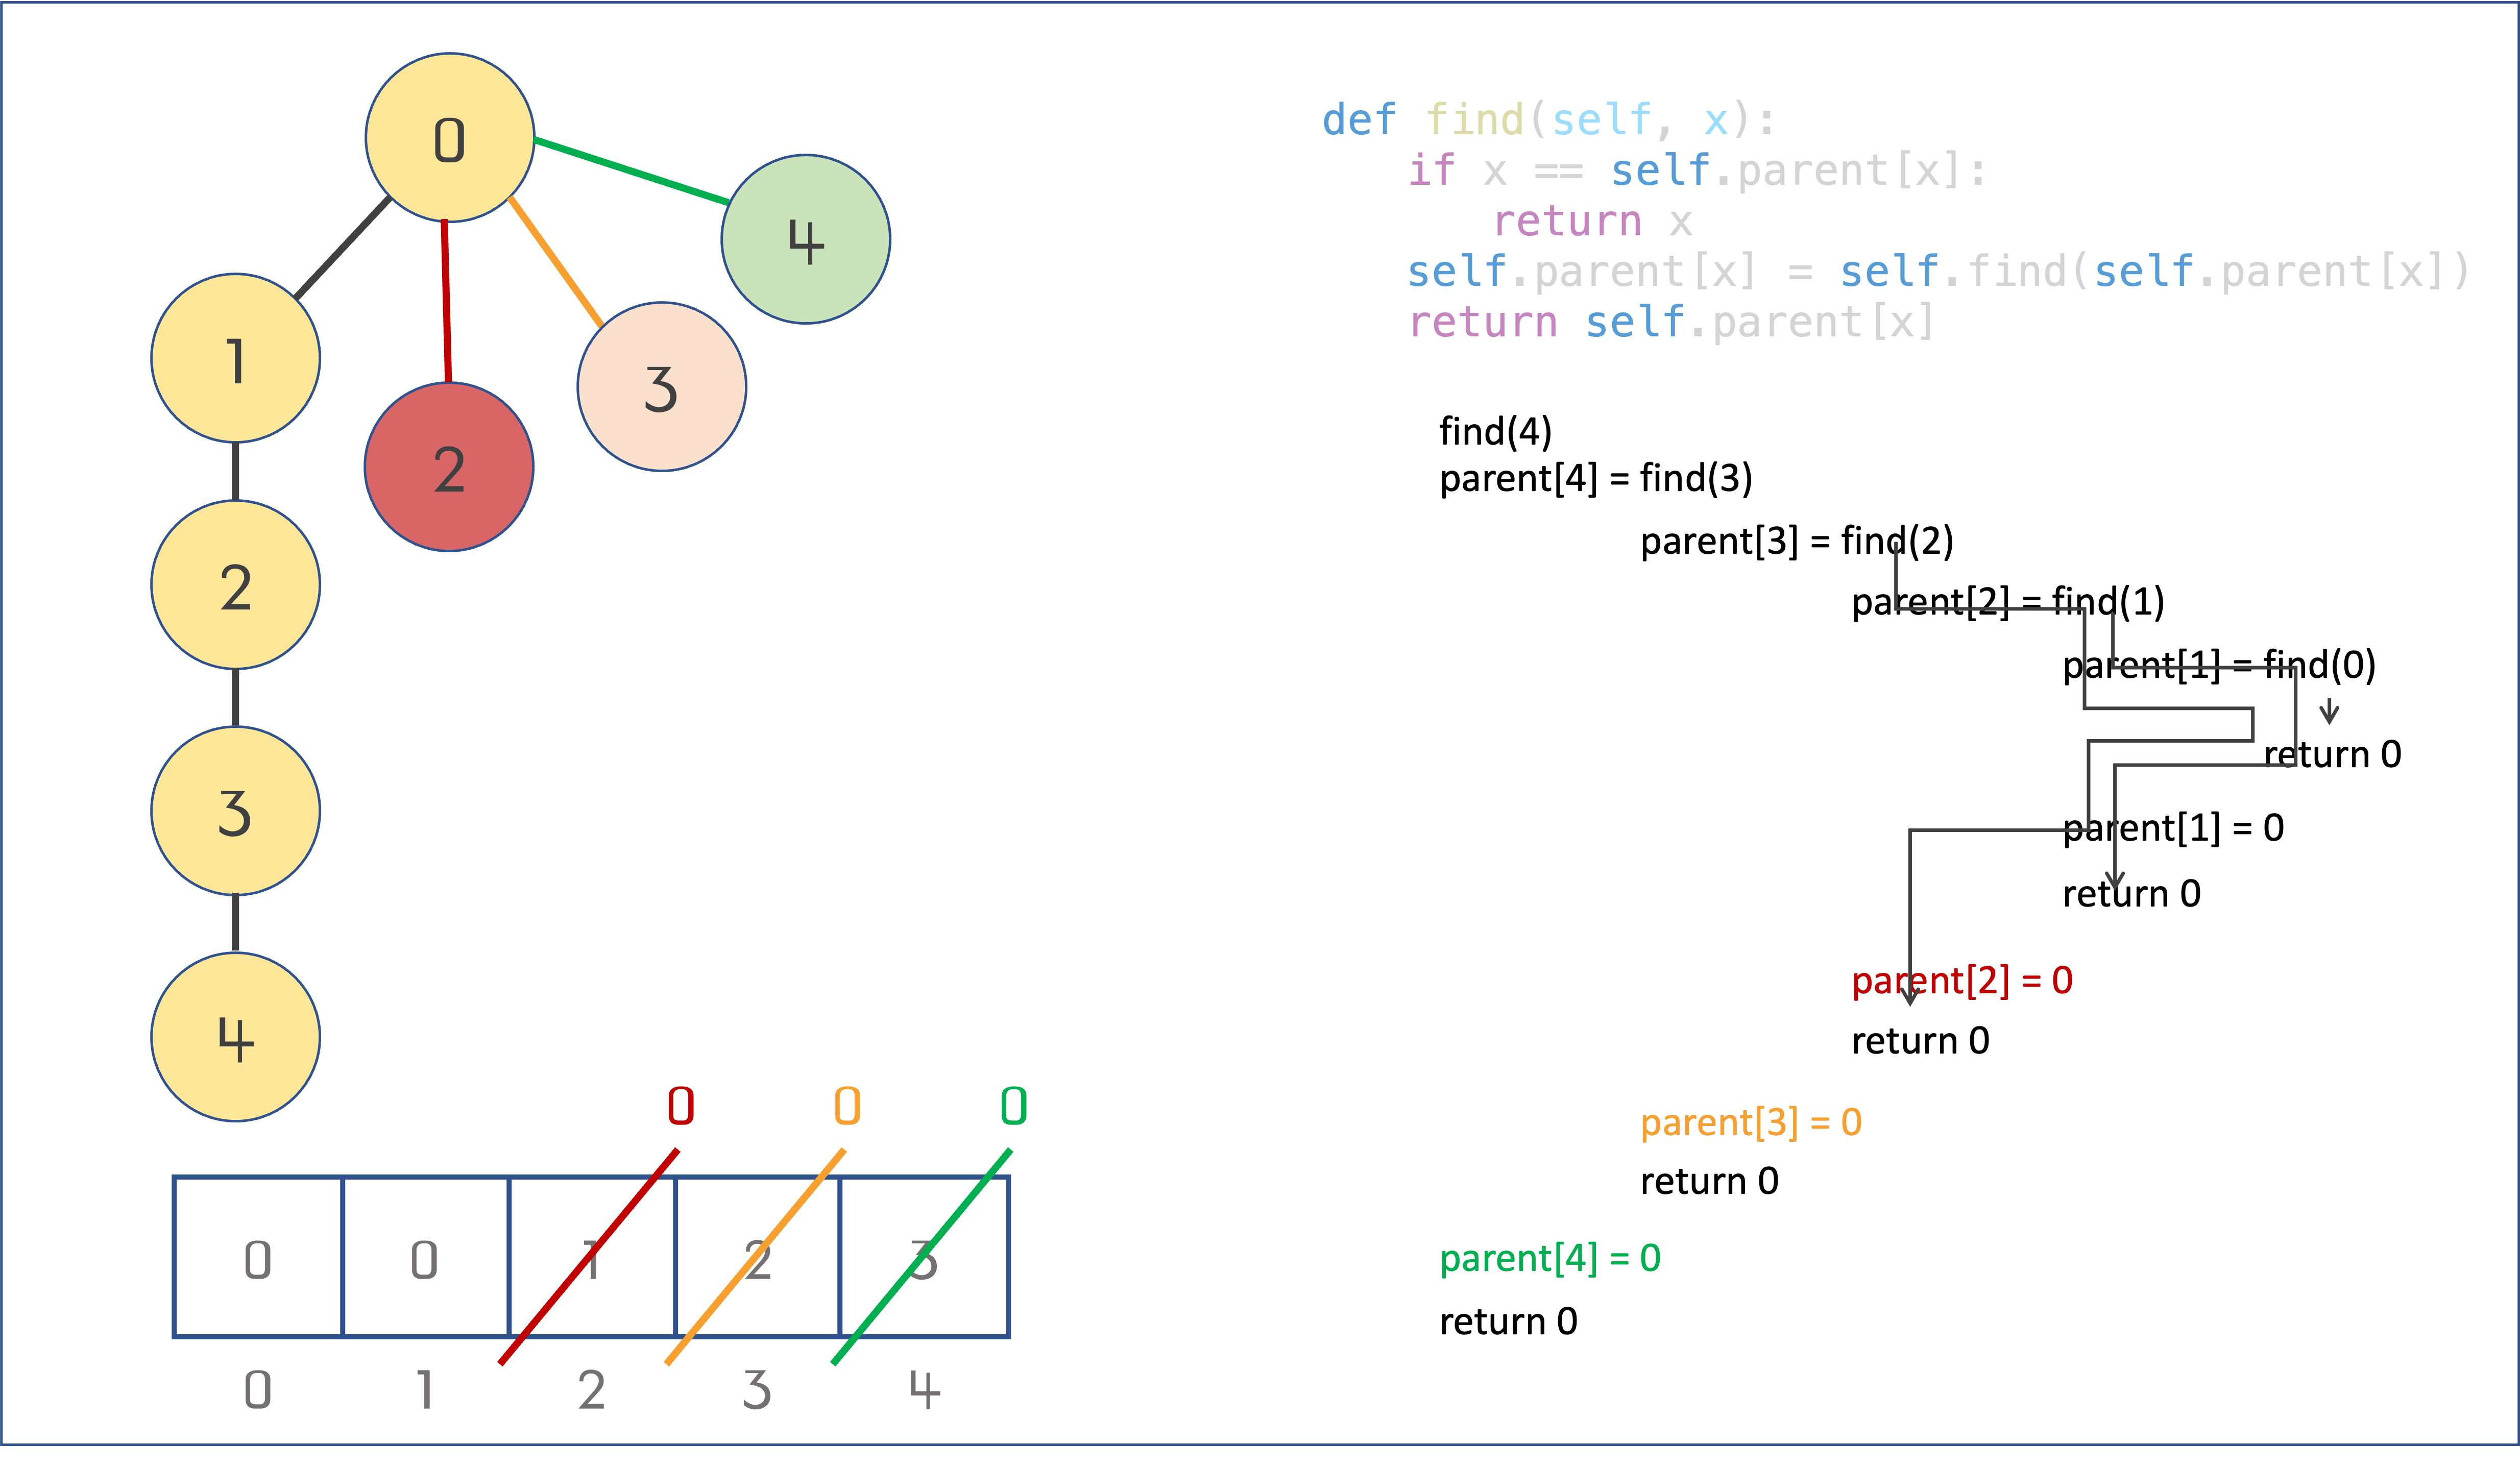 0
4
1
3
2
2
3
4
0 0 0
0 0 1 2 3
0 1 2 3 4
def find(self, x):
if x == self.parent[x]:
return x
self.parent[x] = self.find(self.parent[x])
return self.parent[x]
find(4)
parent[4] = find(3)
parent[3] = find(2)
parent[2] = find(1)
parent[1] = find(0)
return 0
parent[1] = 0
return 0
parent[2] = 0
return 0
parent[3] = 0
return 0
parent[4] = 0
return 0